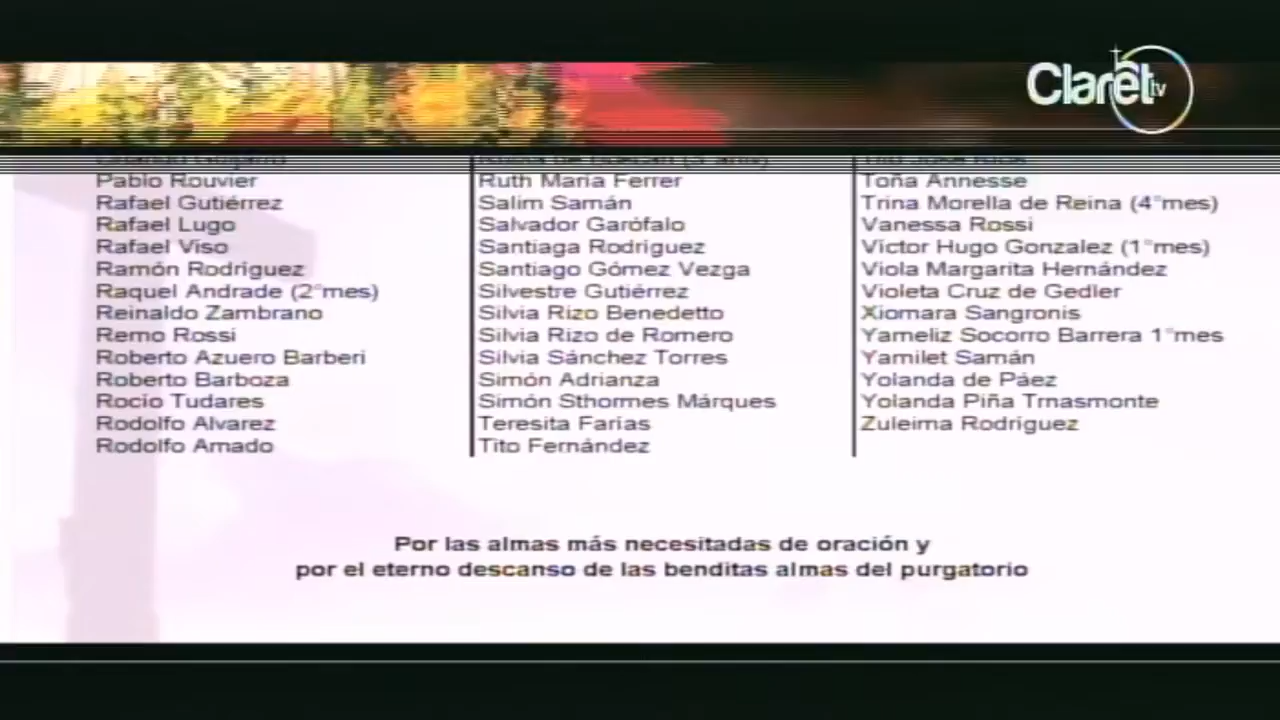 Clarêt tv
Pablo Rouvier
Rafael Gutiérrez
Rafael Lugo
Rafael Viso
Ramón Rodríguez
Raquel Andrade (2°mes)
Reinaldo Zambrano
Remo Rossi
Roberto Azuero Barberi
Roberto Barboza
Rocío Tudares
Rodolfo Alvarez
Rodolfo Amado
Ruth María Ferrer
Salim Samán
Salvador Garófalo
Santiaga Rodríguez
Santiago Gómez Vezga
Silvestre Gutiérrez
Silvia Rizo Benedetto
Silvia Rizo de Romero
Silvia Sánchez Torres
Simón Adrianza
Simón Sthormes Márques
Teresita Farías
Tito Fernández
Toña Annesse
Trina Morella de Reina (4°mes)
Vanessa Rossi
Víctor Hugo Gonzalez (1°mes)
Viola Margarita Hernández
Violeta Cruz de Gedler
Xiomara Sangronis
Yameliz Socorro Barrera 1°mes
Yamilet Samán
Yolanda de Páez
Yolanda Piña Trnasmonte
Zuleima Rodríguez
Por las almas más necesitadas de oración y
por el eterno descanso de las benditas almas del purgatorio